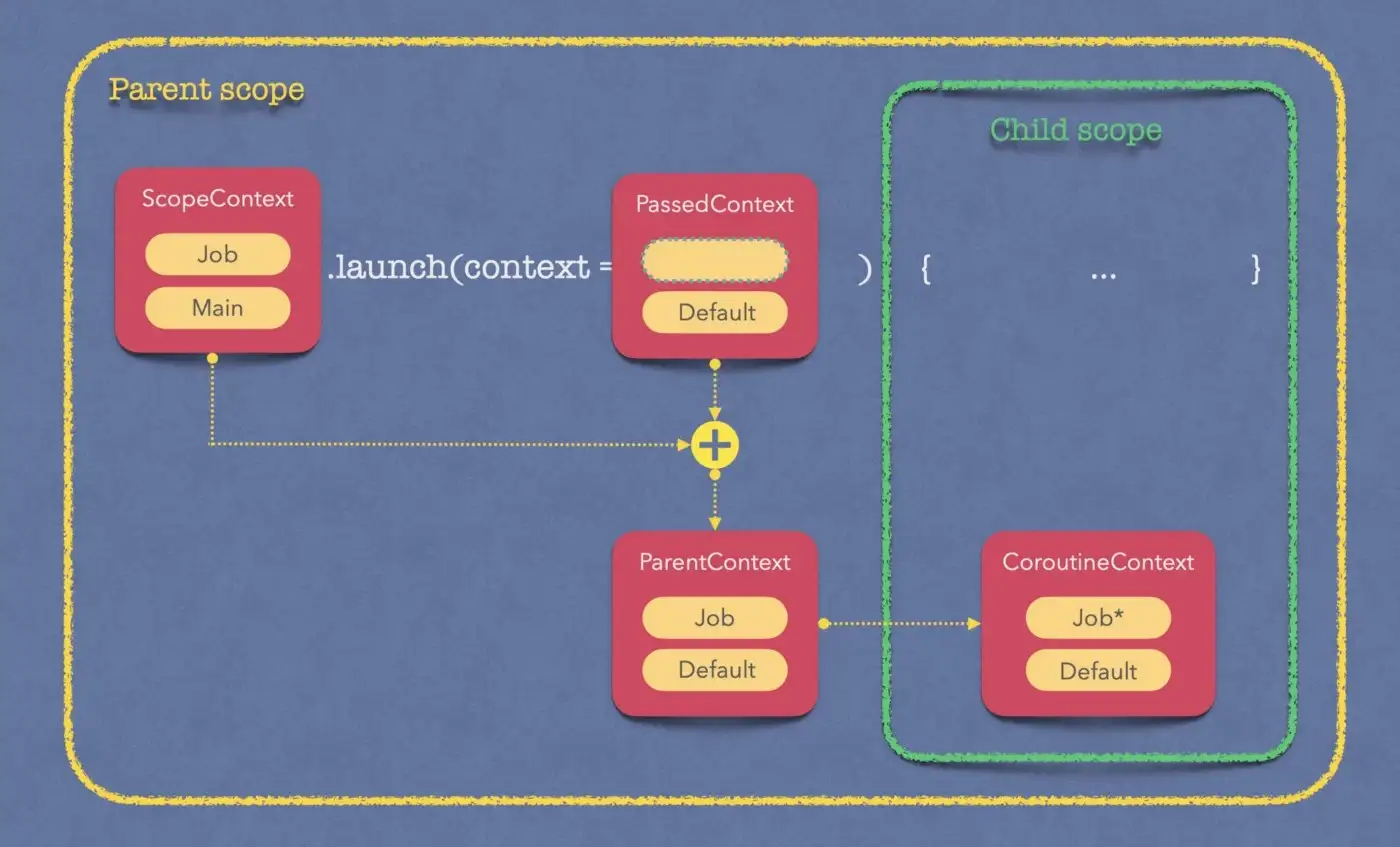 Parent scope
Child scope
ScopeContext
Job
Main
.launch(context =
PassedContext
Default
) { ... }
ParentContext
Job
Default
CoroutineContext
Job*
Default